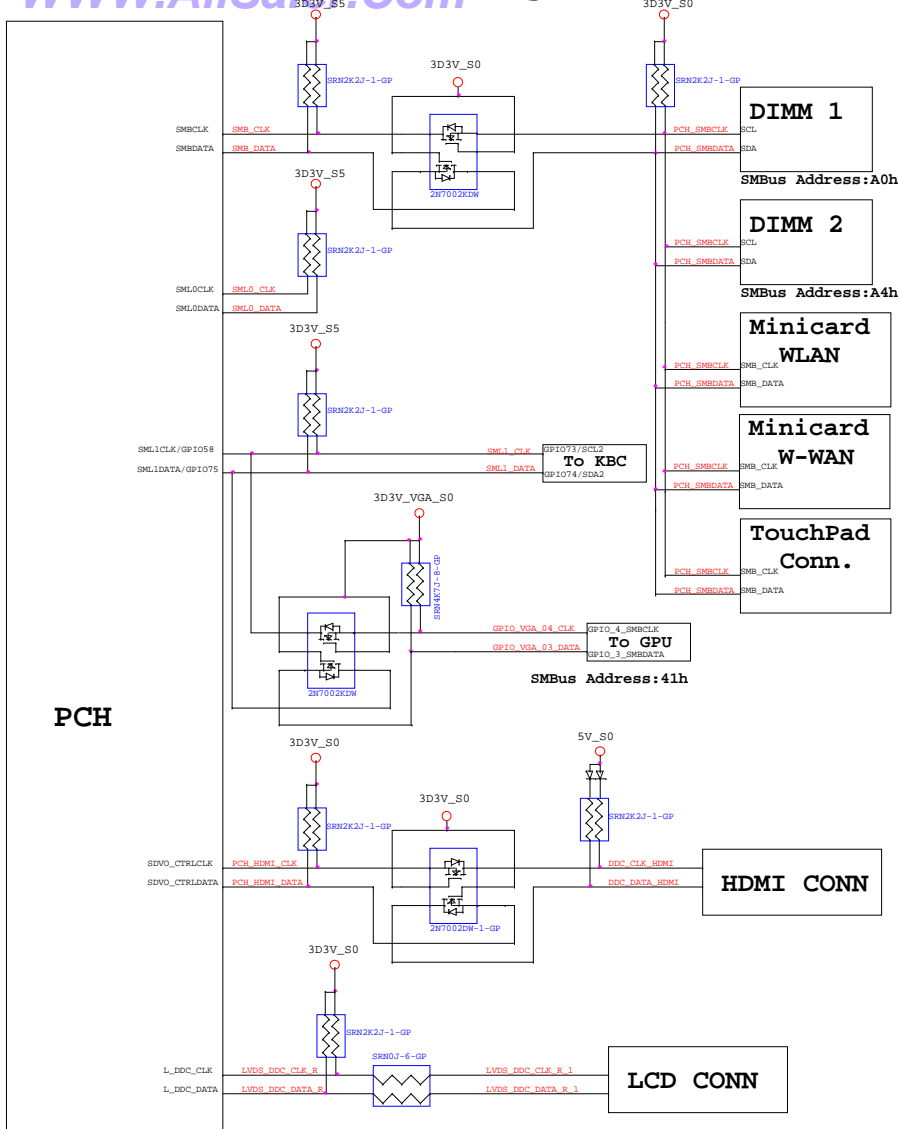 3D3V_S5
3D3V_S0
SRN2K2J-1-GP
3D3V_S0
SRN2K2J-1-GP
DIMM 1
SMBCLK
SMB_CLK
PCH_SMBCLK
SCL
SMBDATA
SMB_DATA
PCH_SMBDATA
SDA
2N7002KDW
SMBus Address:A0h
3D3V_S5
SRN2K2J-1-GP
DIMM 2
PCH_SMBCLK
SCL
PCH_SMBDATA
SDA
SML0CLK
SML0_CLK
SML0DATA
SML0_DATA
SMBus Address:A4h
3D3V_S5
Minicard
WLAN
PCH_SMBCLK
SMB_CLK
PCH_SMBDATA
SMB_DATA
SRN2K2J-1-GP
Minicard
W-WAN
SML1CLK/GPIO58
SML1_CLK
GPIO73/SCL2
To KBC
SML1DATA/GPIO75
SML1_DATA
GPIO74/SDA2
PCH_SMBCLK
SMB_CLK
PCH_SMBDATA
SMB_DATA
3D3V_VGA_S0
SRN4K7J-8-GP
TouchPad
Conn.
PCH_SMBCLK
SMB_CLK
PCH_SMBDATA
SMB_DATA
GPIO_VGA_04_CLK
GPIO_4_SMBCLK
To GPU
GPIO_VGA_03_DATA
GPIO_3_SMBDATA
2N7002KDW
SMBus Address:41h
PCH
3D3V_S0
5V_S0
3D3V_S0
SRN2K2J-1-GP
SRN2K2J-1-GP
SDVO_CTRLCLK
PCH_HDMI_CLK
DDC_CLK_HDMI
SDVO_CTRLDATA
PCH_HDMI_DATA
DDC_DATA_HDMI
HDMI CONN
2N7002DW-1-GP
3D3V_S0
SRN2K2J-1-GP
SRN0J-6-GP
L_DDC_CLK
LVDS_DDC_CLK_R
LVDS_DDC_CLK_R_1
L_DDC_DATA
LVDS_DDC_DATA_R
LVDS_DDC_DATA_R_1
LCD CONN